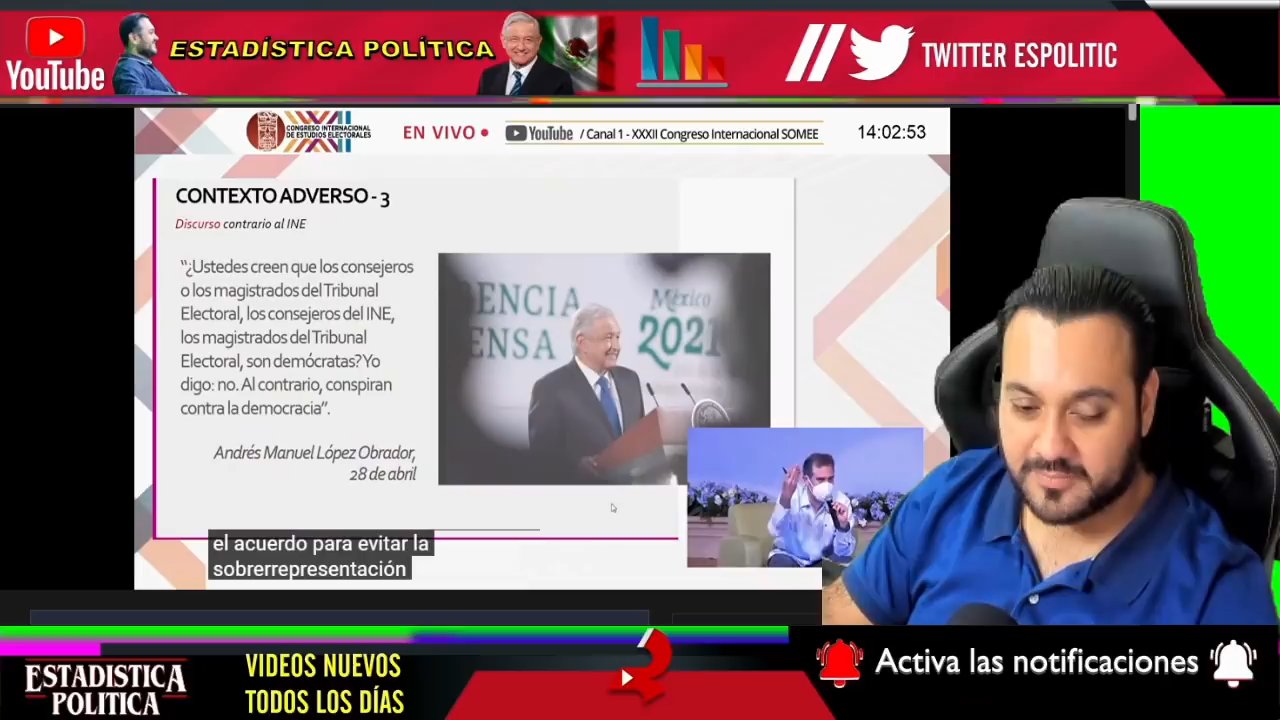 YouTube
ESTADÍSTICA POLÍTICA
TWITTER ESPOLITIC
CONGRESO INTERNACIONAL
DE ESTUDIOS ELECTORALES
EN VIVO
YouTube / Canal 1 - XXXII Congreso Internacional SOMEE
14:02:53
CONTEXTO ADVERSO - 3
Discurso contrario al INE
“¿Ustedes creen que los consejeros
o los magistrados del Tribunal
Electoral, los consejeros del INE,
los magistrados del Tribunal
Electoral, son demócratas? Yo
digo: no. Al contrario, conspiran
contra la democracia”.
Andrés Manuel López Obrador,
28 de abril
ENCIA
ENSA
México
2021
el acuerdo para evitar la
sobrerrepresentación
ESTADISTICA
POLÍTICA
VIDEOS NUEVOS
TODOS LOS DÍAS
Activa las notificaciones